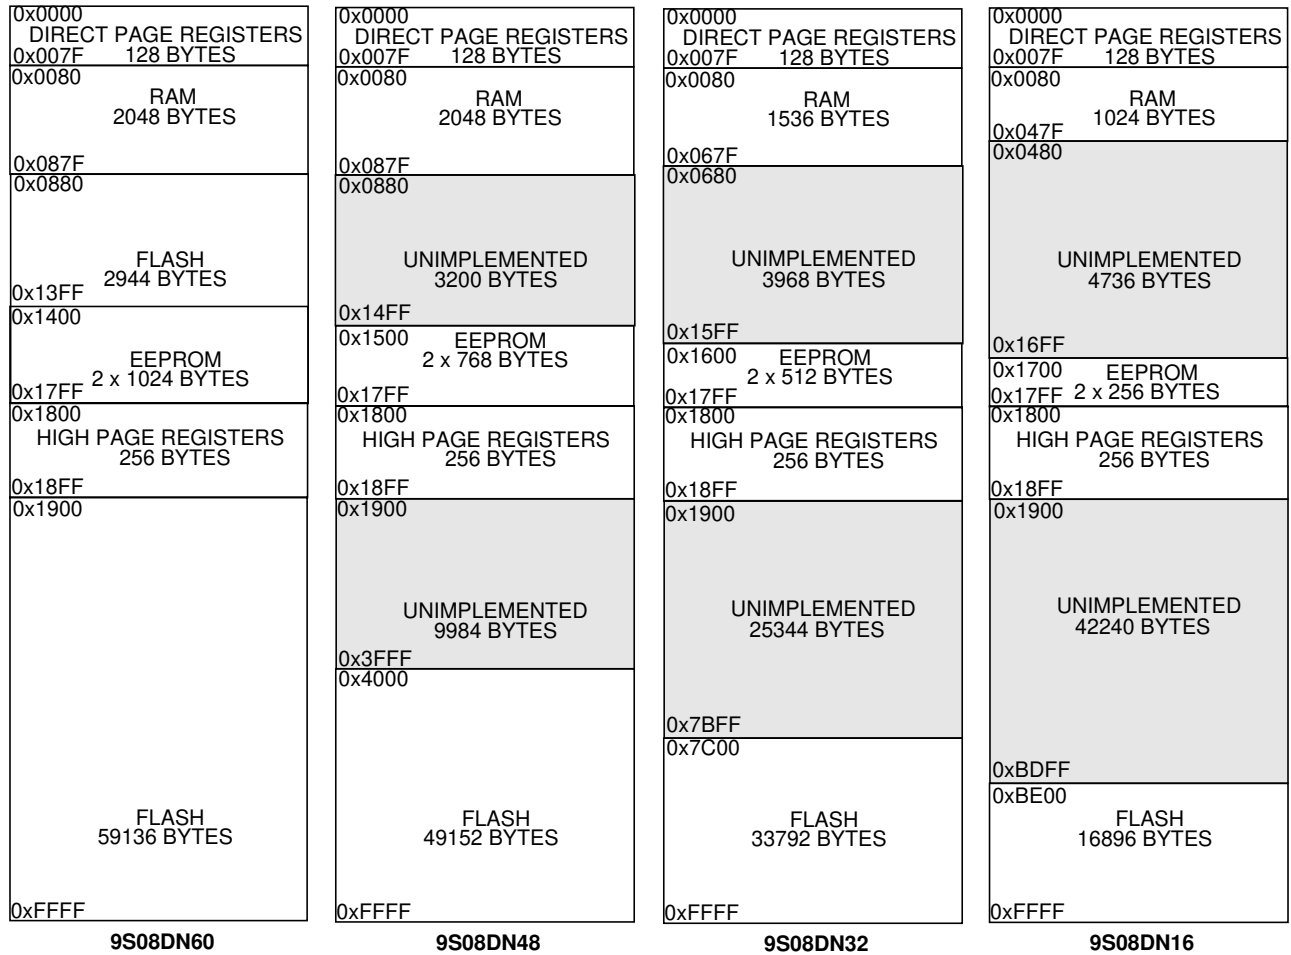 0x0000
DIRECT PAGE REGISTERS
0x007F 128 BYTES
0x0080
RAM
2048 BYTES
0x087F
0x0880
FLASH
2944 BYTES
0x13FF
0x1400
EEPROM
2 x 1024 BYTES
0x17FF
0x1800
HIGH PAGE REGISTERS
256 BYTES
0x18FF
0x1900
FLASH
59136 BYTES
0xFFFF
9S08DN60
0x0000
DIRECT PAGE REGISTERS
0x007F 128 BYTES
0x0080
RAM
2048 BYTES
0x087F
0x0880
UNIMPLEMENTED
3200 BYTES
0x14FF
0x1500 EEPROM
2 x 768 BYTES
0x17FF
0x1800
HIGH PAGE REGISTERS
256 BYTES
0x18FF
0x1900
UNIMPLEMENTED
9984 BYTES
0x3FFF
0x4000
FLASH
49152 BYTES
0xFFFF
9S08DN48
0x0000
DIRECT PAGE REGISTERS
0x007F 128 BYTES
0x0080
RAM
1536 BYTES
0x067F
0x0680
UNIMPLEMENTED
3968 BYTES
0x15FF
0x1600 EEPROM
2 x 512 BYTES
0x17FF
0x1800
HIGH PAGE REGISTERS
256 BYTES
0x18FF
0x1900
UNIMPLEMENTED
25344 BYTES
0x7BFF
0x7C00
FLASH
33792 BYTES
0xFFFF
9S08DN32
0x0000
DIRECT PAGE REGISTERS
0x007F 128 BYTES
0x0080
RAM
1024 BYTES
0x047F
0x0480
UNIMPLEMENTED
4736 BYTES
0x16FF
0x1700 EEPROM
0x17FF 2 x 256 BYTES
0x1800
HIGH PAGE REGISTERS
256 BYTES
0x18FF
0x1900
UNIMPLEMENTED
42240 BYTES
0xBDFF
0xBE00
FLASH
16896 BYTES
0xFFFF
9S08DN16